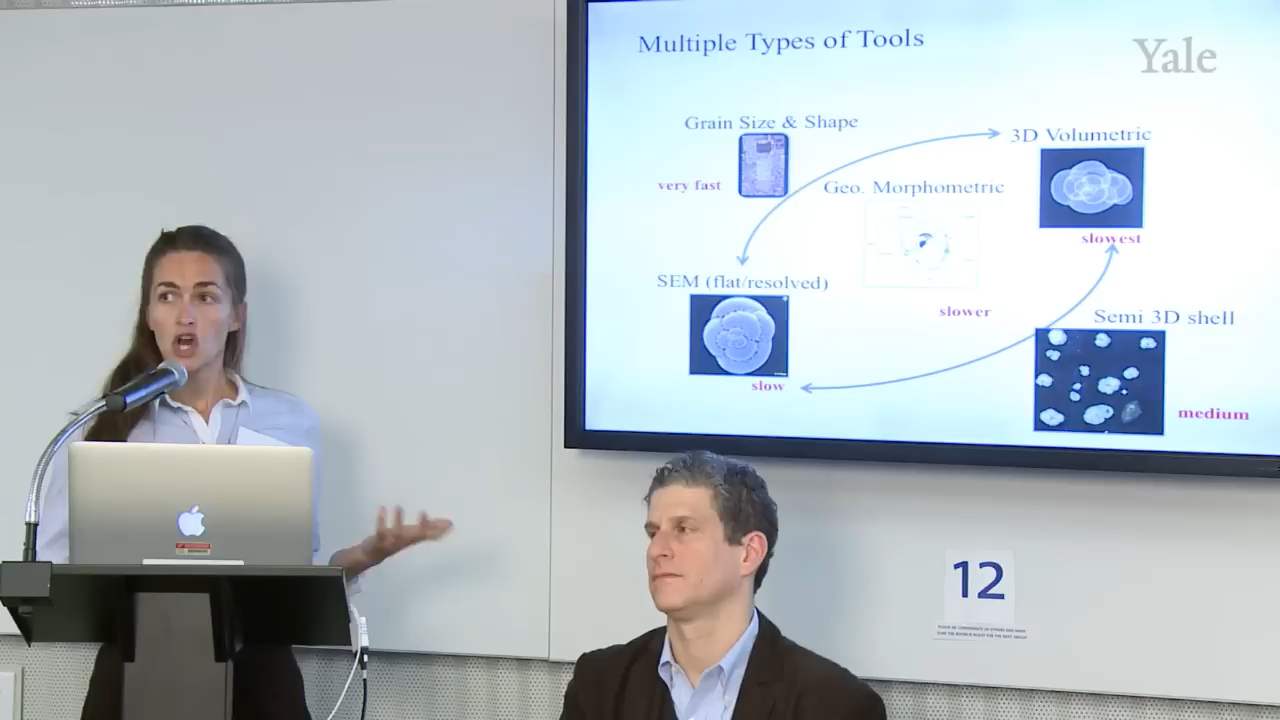 Multiple Types of Tools
Yale
Grain Size & Shape
3D Volumetric
very fast
Geo. Morphometric
slowest
SEM (flat/resolved)
slower
Semi 3D shell
slow
medium
12